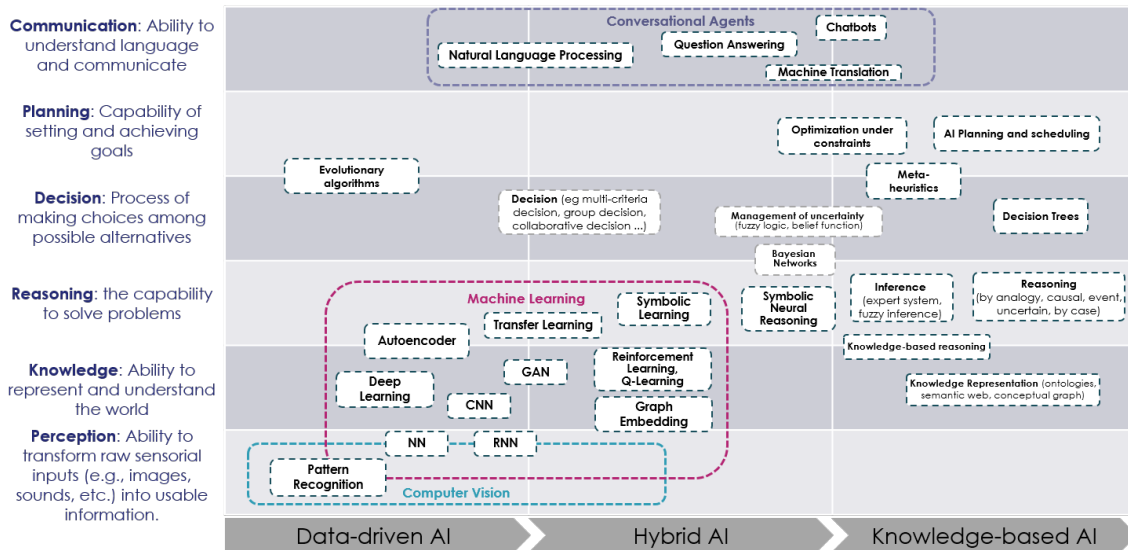 Communication: Ability to
understand language
and communicate
Conversational Agents
Chatbots
Question Answering
Natural Language Processing
Machine Translation
Planning: Capability of
setting and achieving
goals
Optimization under
constraints
AI Planning and scheduling
Evolutionary
algorithms
Meta-
heuristics
Decision: Process of
making choices among
possible alternatives
Decision (eg multi-criteria
decision, group decision,
collaborative decision ...)
Management of uncertainty
(fuzzy logic, belief function)
Decision Trees
Bayesian
Networks
Reasoning: the capability
to solve problems
Machine Learning
Symbolic
Learning
Transfer Learning
Autoencoder
Symbolic
Neural
Reasoning
Inference
(expert system,
fuzzy inference)
Reasoning
(by analogy, causal, event,
uncertain, by case)
Knowledge-based reasoning
Knowledge: Ability to
represent and understand
the world
GAN
Reinforcement
Learning,
Q-Learning
Deep
Learning
CNN
Graph
Embedding
Knowledge Representation (ontologies,
semantic web, conceptual graph)
Perception: Ability to
transform raw sensorial
inputs (e.g., images,
sounds, etc.) into usable
information.
NN
RNN
Pattern
Recognition
Computer Vision
Data-driven AI
Hybrid AI
Knowledge-based AI